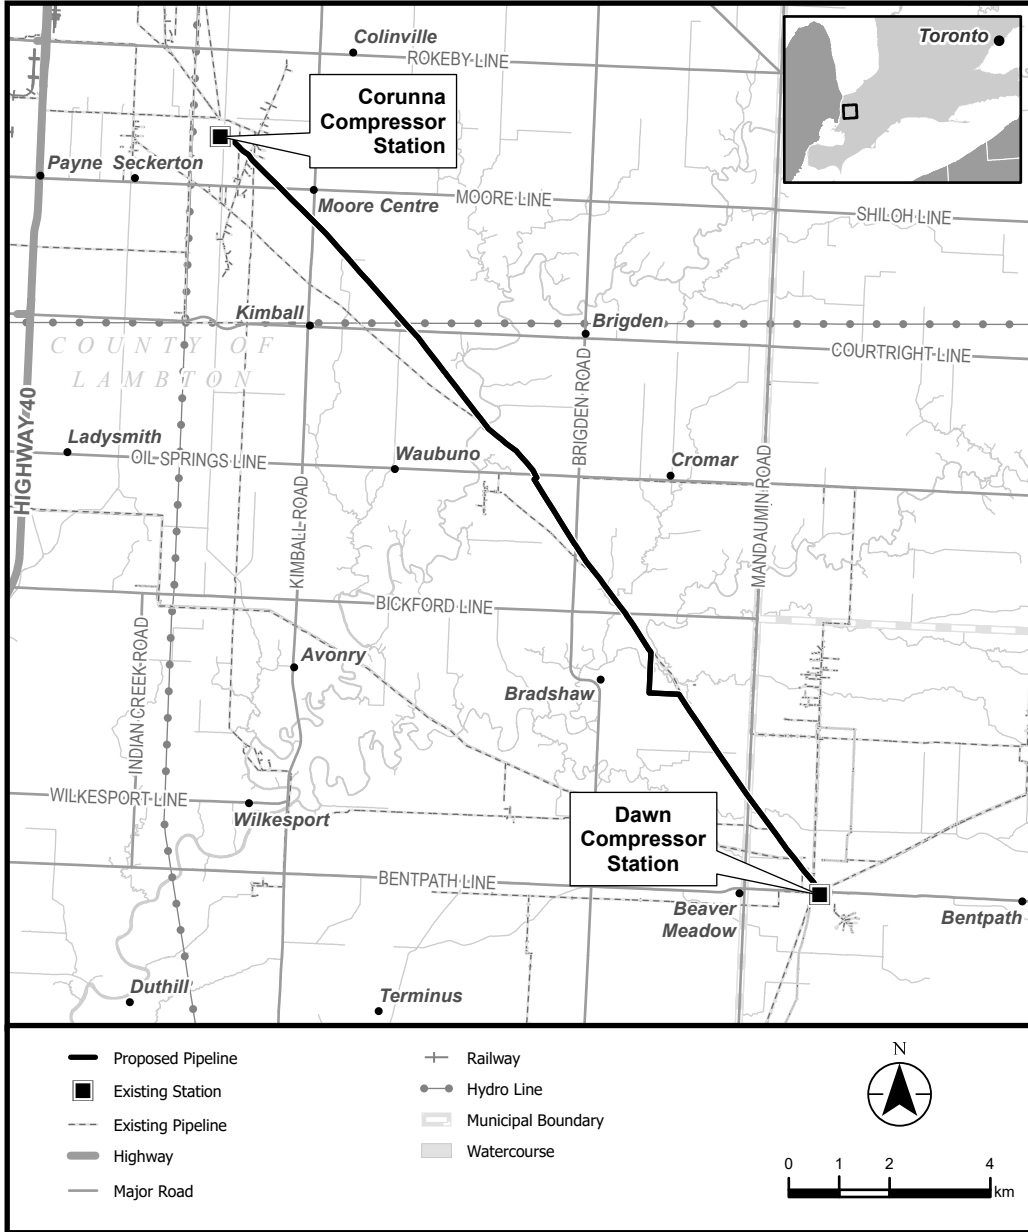 Colinville
ROKEBY LINE
Toronto
Corunna
Compressor
Station
Payne
Seckerton
Moore Centre
MOORE LINE
SHILOH LINE
Kimball
Brigden
COURTRIGHT LINE
COUNTY OF
LAMBTON
HIGHWAY 40
Ladysmith
OIL SPRINGS LINE
Waubuno
BRIGDEN ROAD
Cromar
MANDAUMIN ROAD
KIMBALL ROAD
BICKFORD LINE
INDIAN CREEK ROAD
Avonry
Bradshaw
WILKESPORT LINE
Wilkesport
Dawn
Compressor
Station
BENTPATH LINE
Beaver
Meadow
Bentpath
Duthill
Terminus
Proposed Pipeline
Existing Station
Existing Pipeline
Highway
Major Road
Railway
Hydro Line
Municipal Boundary
Watercourse
N
0 1 2 4
km